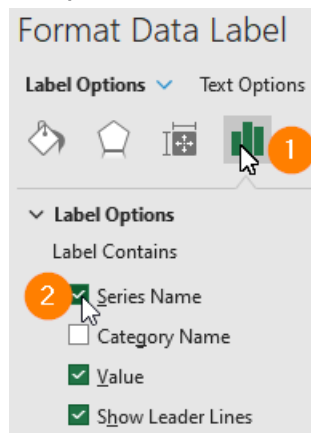 Format Data Label
Label Options Text Options
1
Label Options
Label Contains
2 Series Name
Category Name
Value
Show Leader Lines